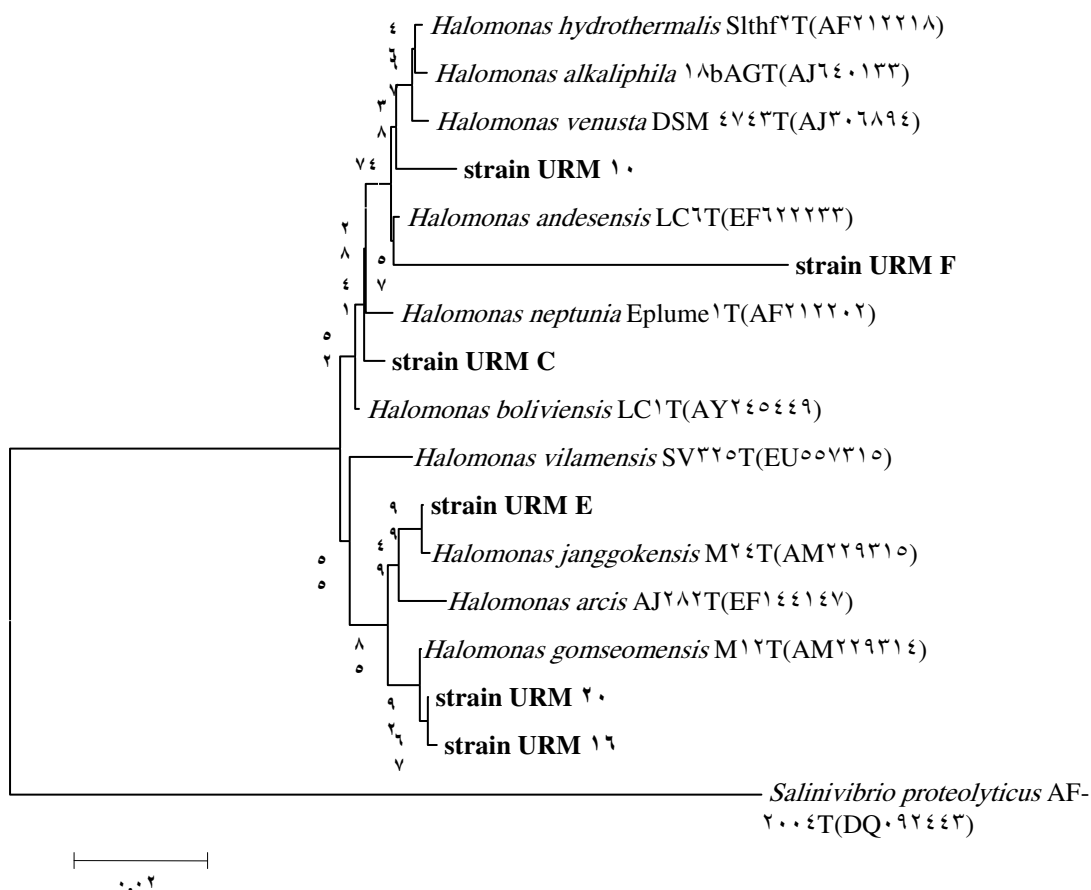 ٤
Halomonas hydrothermalis Slthf٢T(AF٢١٢٢١٨)
٦
Halomonas alkaliphila ١٨bAGT(AJ٦٤٠١٣٣)
٧
٣
Halomonas venusta DSM ٤٧٤٣T(AJ٣٠٦٨٩٤)
٨
٧٤
strain URM ١٠
Halomonas andesensis LC٦T(EF٦٢٢٢٣٣)
٢
٨
٥
strain URM F
٤
٧
١
Halomonas neptunia Eplume١T(AF٢١٢٢٠٢)
٥
٢
strain URM C
Halomonas boliviensis LC١T(AY٢٤٥٤٤٩)
Halomonas vilamensis SV٣٢٥T(EU٥٥٧٣١٥)
٩
strain URM E
٩
٤
Halomonas janggokensis M٢٤T(AM٢٢٩٣١٥)
٥
٩
٥
Halomonas arcis AJ٢٨٢T(EF١٤٤١٤٧)
٨
Halomonas gomseomensis M١٢T(AM٢٢٩٣١٤)
٥
٩
strain URM ٢٠
٢
٦
strain URM ١٦
٧
Salinivibrio proteolyticus AF-
٢٠٠٤T(DQ٠٩٢٤٤٣)
٠.٠٢